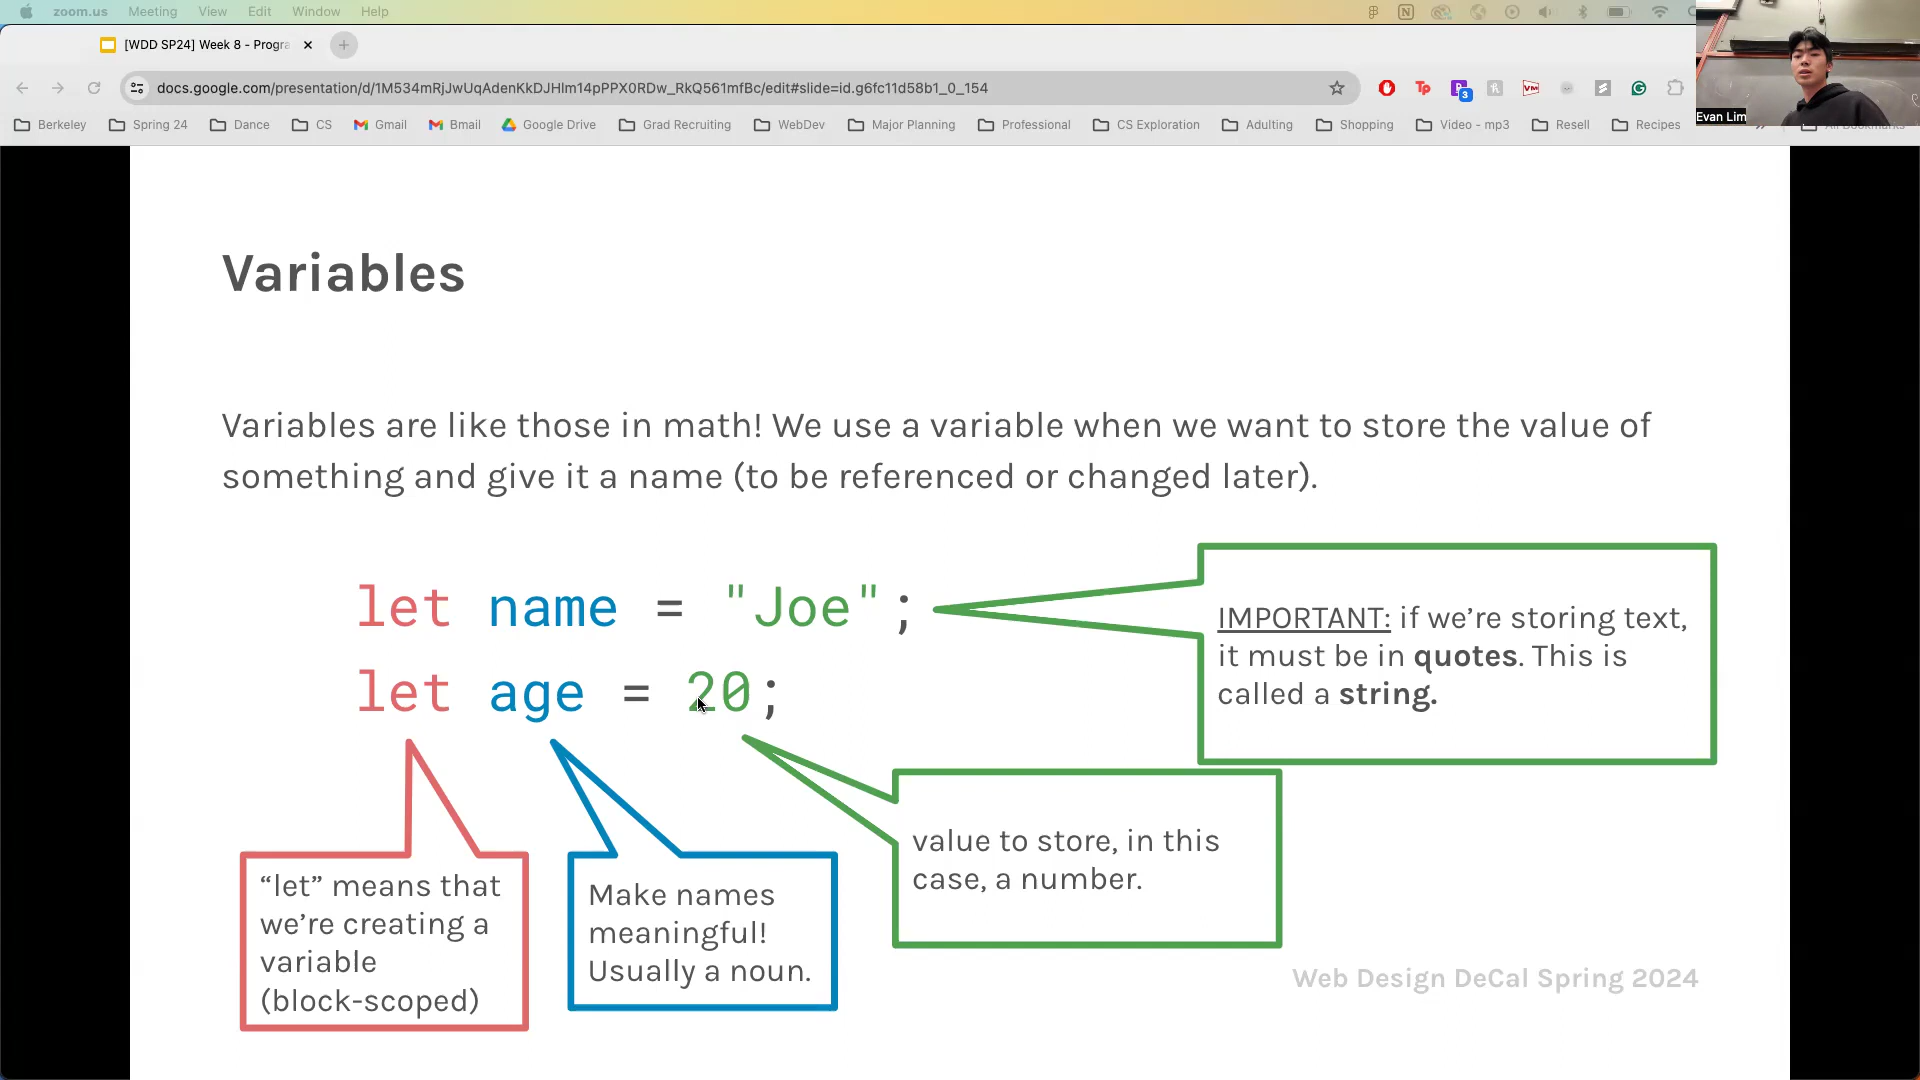 zoom.us Meeting View Edit Window Help
[WDD SP24] Week 8 - Progra
docs.google.com/presentation/d/1M534mRjJwUqAdenKkDJHlm14pPPX0RDw_RkQ561mfBc/edit#slide=id.g6fc11d58b1_0_154
3
Evan Lim
Berkeley Spring 24 Dance CS Gmail Bmail Google Drive Grad Recruiting WebDev Major Planning Professional CS Exploration Adulting Shopping Video - mp3 Resell Recipes » All Bookmarks
Variables
Variables are like those in math! We use a variable when we want to store the value of
something and give it a name (to be referenced or changed later).
let name = "Joe";
let age = 20;
IMPORTANT: if we’re storing text,
it must be in quotes. This is
called a string.
value to store, in this
case, a number.
“let” means that
we’re creating a
variable
(block-scoped)
Make names
meaningful!
Usually a noun.
Web Design DeCal Spring 2024